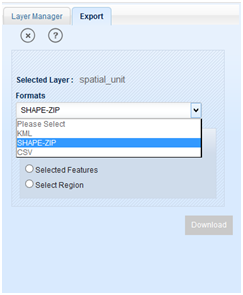 Layer Manager Export
?
Selected Layer : spatial_unit
Formats
SHAPE-ZIP
Please Select
KML
SHAPE-ZIP
CSV
Selected Features
Select Region
Download